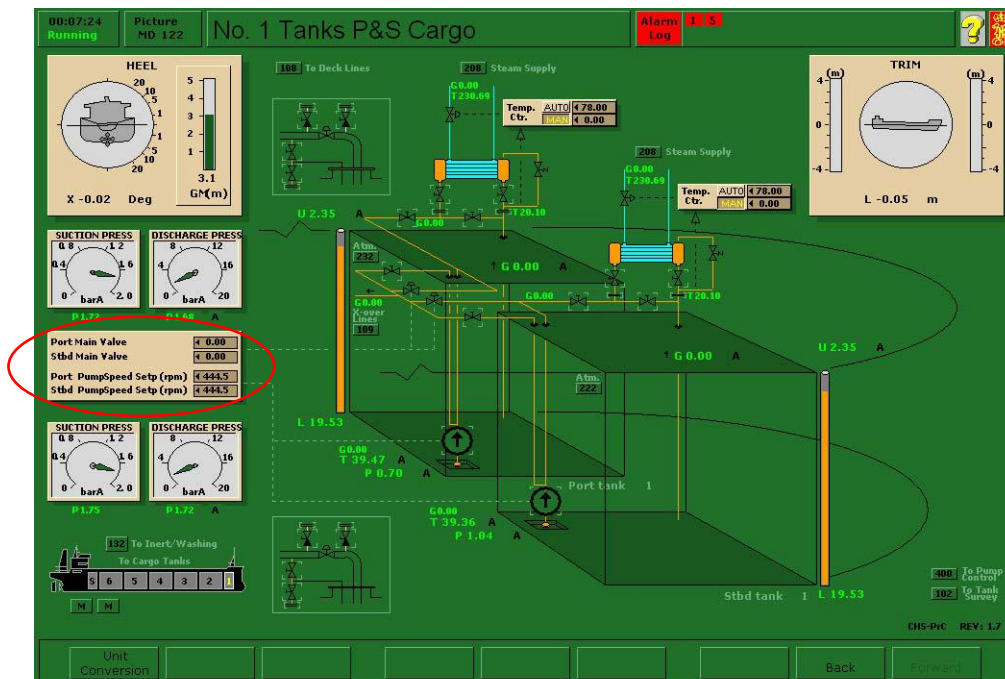 00:07:24
Running
Picture
MD 122
No. 1 Tanks P&S Cargo
Alarm
Log
1 5
?
HEEL
20
10
5
1
1
5
10
20
5
4
3
2
1
3.1
GM(m)
X -0.02 Deg
108 To Deck Lines
208 Steam Supply
G0.00
T230.69
Temp.
Ctr.
AUTO 78.00
MAN 0.00
208 Steam Supply
G0.00
T230.69
Temp.
Ctr.
AUTO 78.00
MAN 0.00
TRIM
(m)
(m)
4
0
-4
4
0
-4
L -0.05 m
U 2.35 A
G0.00
T20.10
T20.10
Atm.
232
G 0.00 A
G0.00
X-over
Lines
109
G0.00
G 0.00 A
U 2.35 A
Atm.
222
SUCTION PRESS
0 0.4 0.8 1.2 1.6 2.0
barA
P1.73
DISCHARGE PRESS
0 4 8 12 16 20
barA
P1.68 A
Port Main Valve 0.00
Stbd Main Valve 0.00
Port PumpSpeed Setp (rpm) 444.5
Stbd PumpSpeed Setp (rpm) 444.5
SUCTION PRESS
0 0.4 0.8 1.2 1.6 2.0
barA
P1.75
DISCHARGE PRESS
0 4 8 12 16 20
barA
P1.72 A
L 19.53
G0.00
T 39.47 A
P 0.70 A
Port tank 1
G0.00
T 39.36 A
P 1.04 A
Stbd tank 1
L 19.53
132 To Inert/Washing
To Cargo Tanks
S 6 5 4 3 2 1
M M
400 To Pump
Control
102 To Tank
Survey
CHS-PrC REV: 1.7
Unit
Conversion
Back
Forward